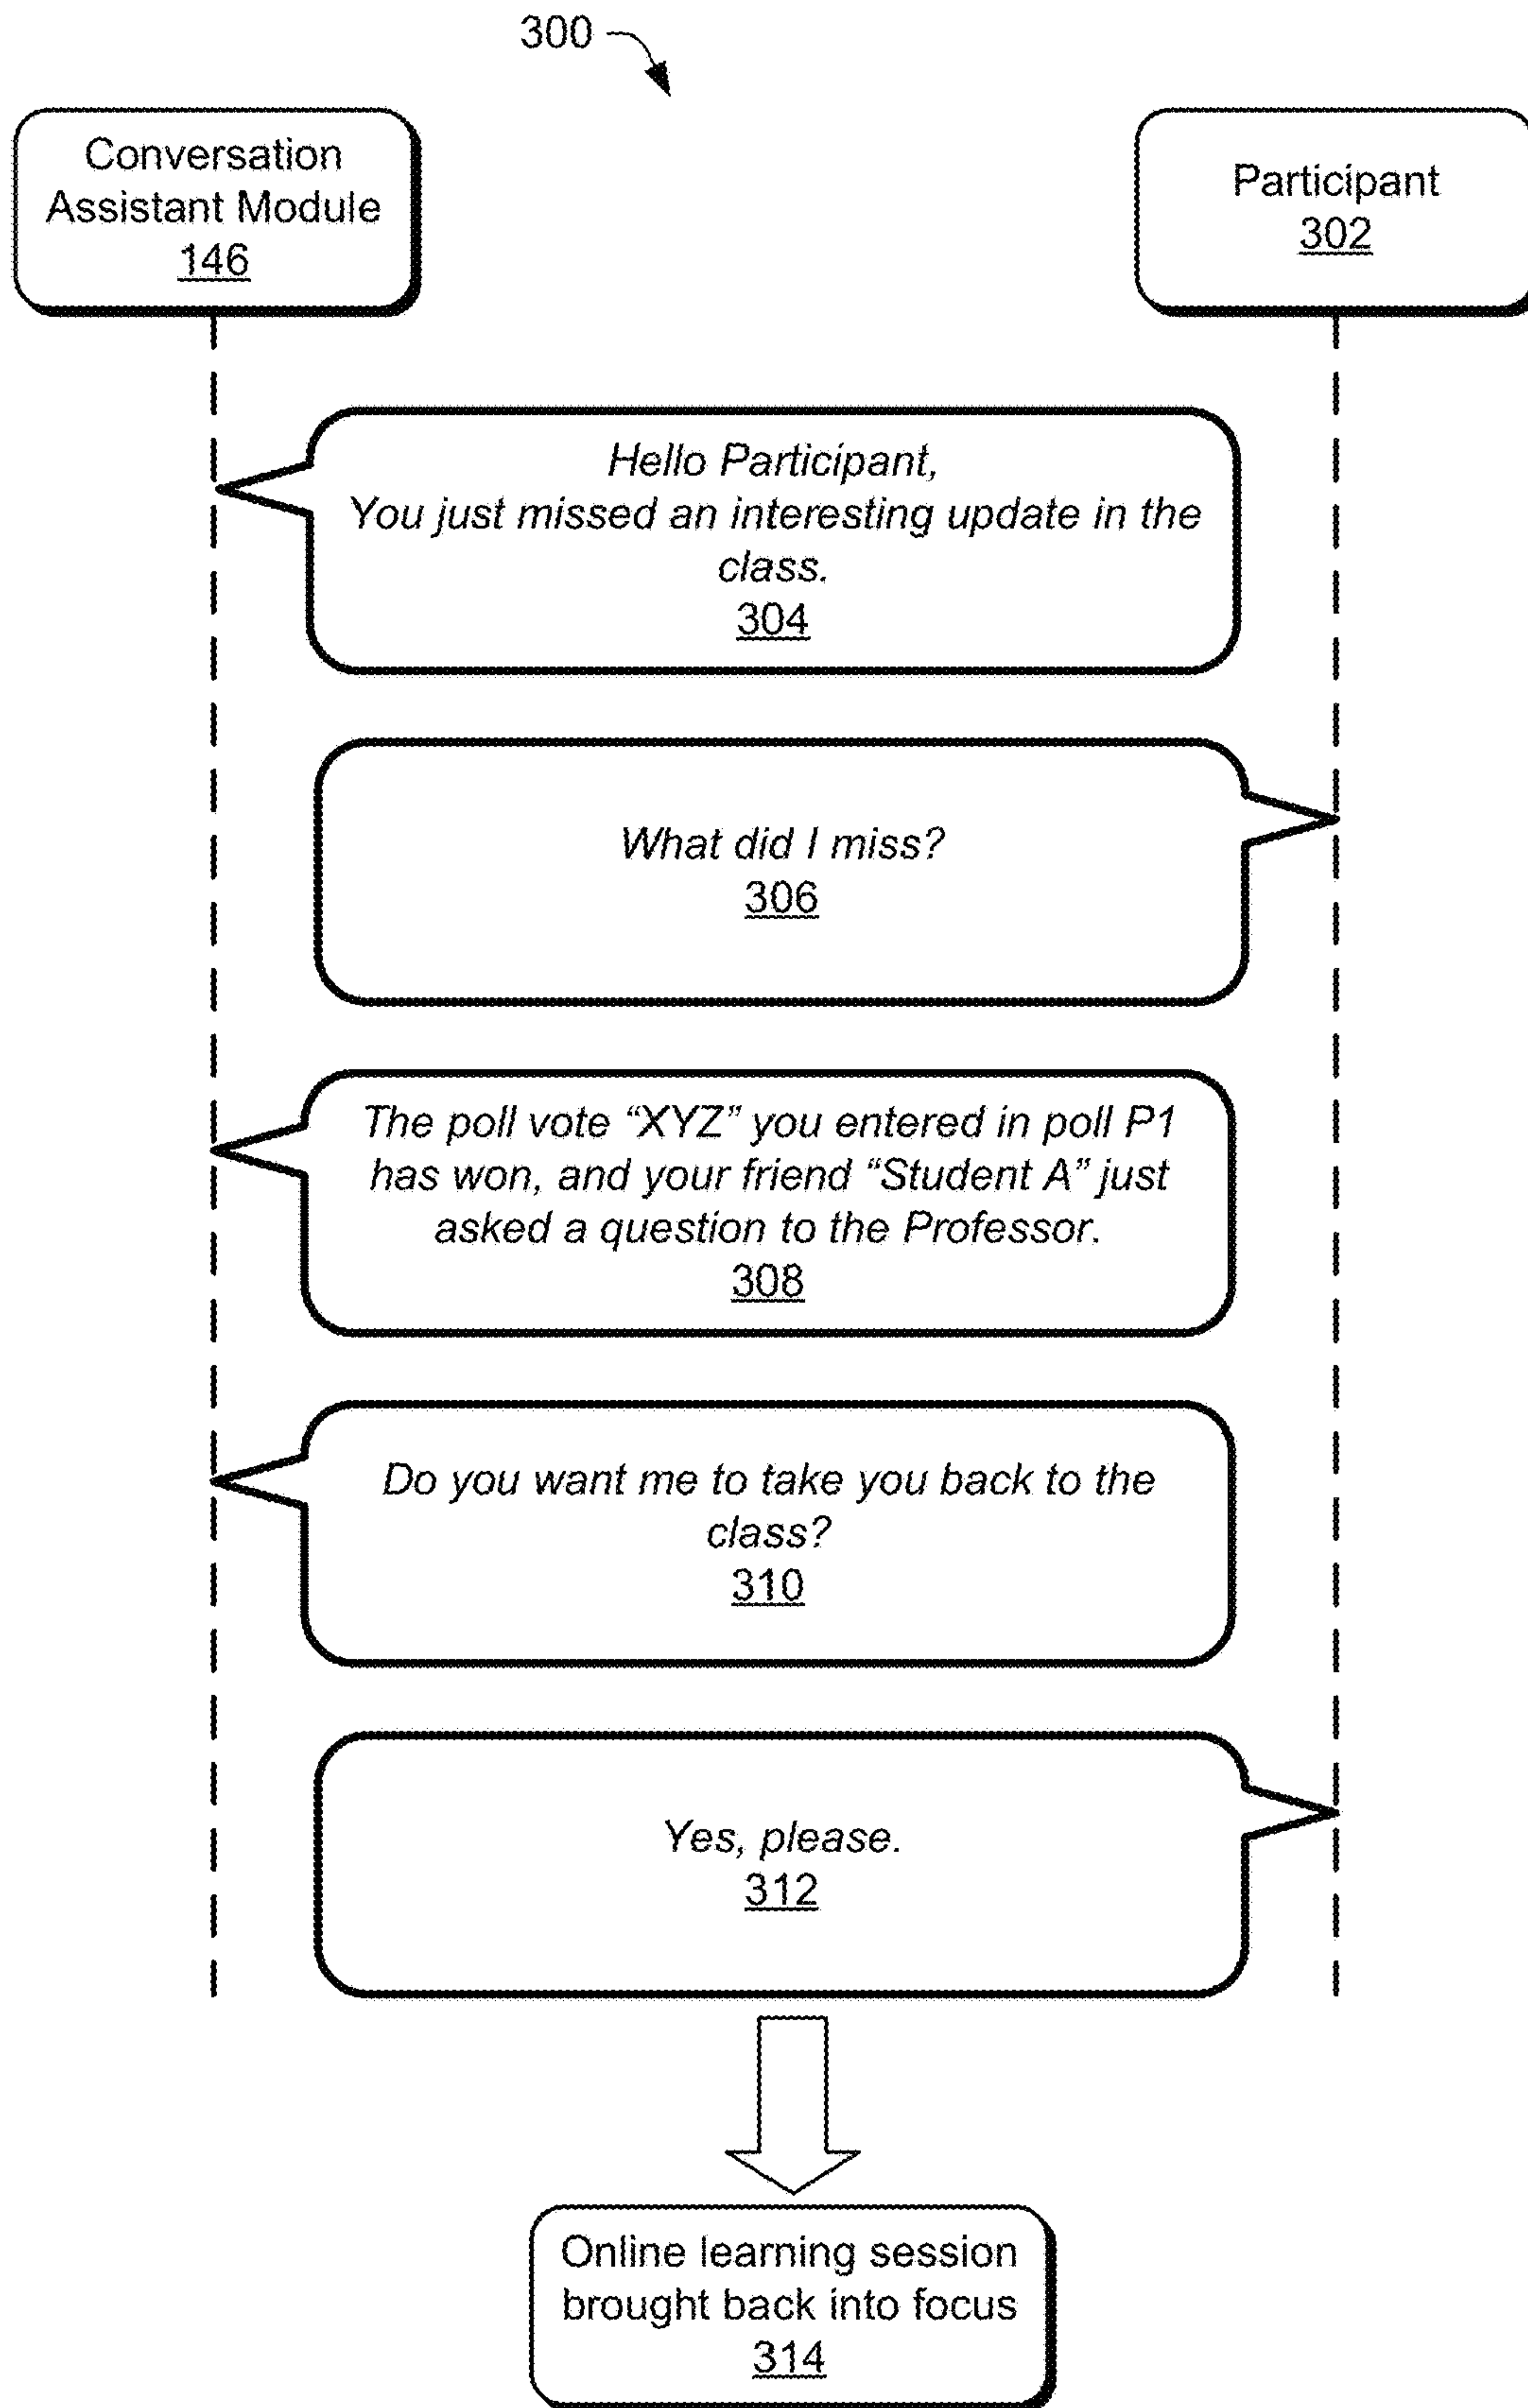 300
Conversation
Assistant Module
146
Participant
302
Hello Participant,
You just missed an interesting update in the
class.
304
What did I miss?
306
The poll vote “XYZ” you entered in poll P1
has won, and your friend “Student A” just
asked a question to the Professor.
308
Do you want me to take you back to the
class?
310
Yes, please.
312
Online learning session
brought back into focus
314